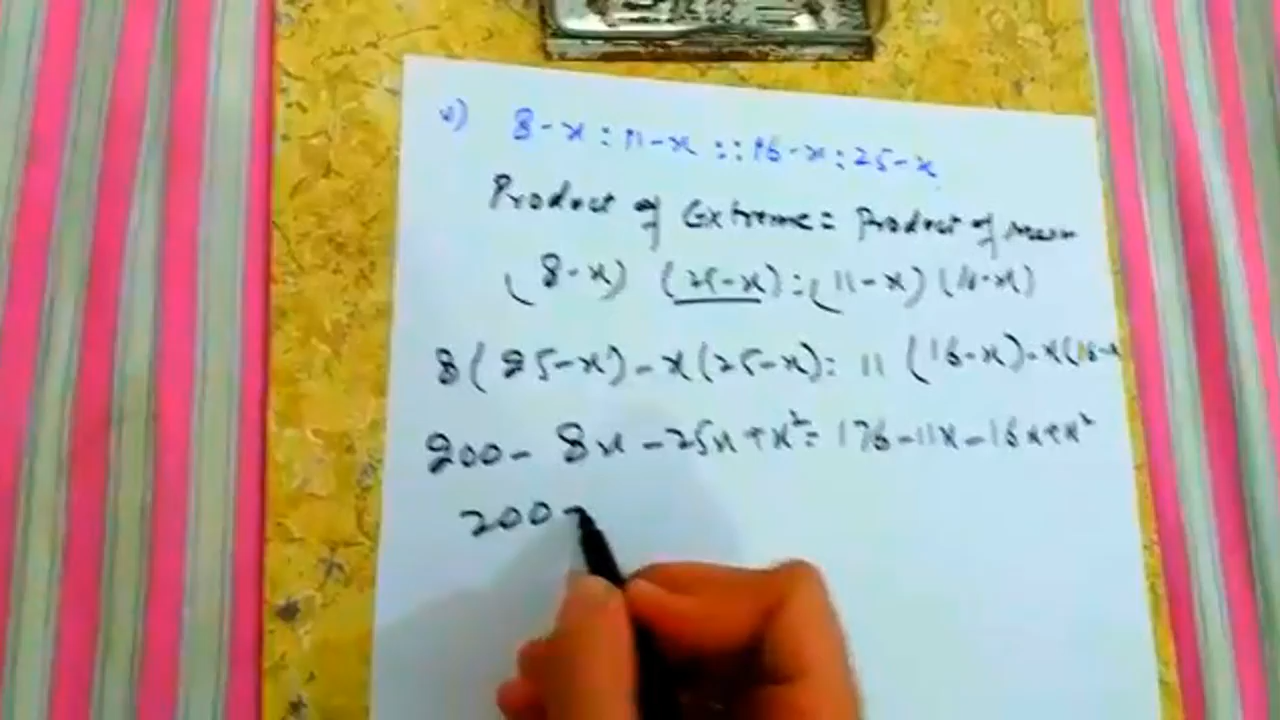 v) 8-x : 11-x :: 16-x : 25-x
Product of Extreme = Product of Mean
(8-x) (25-x) = (11-x) (16-x)
8(25-x)-x(25-x) = 11 (16-x)-x(16-x
200- 8x -25x+x² = 176-11x-16x+x²
200-